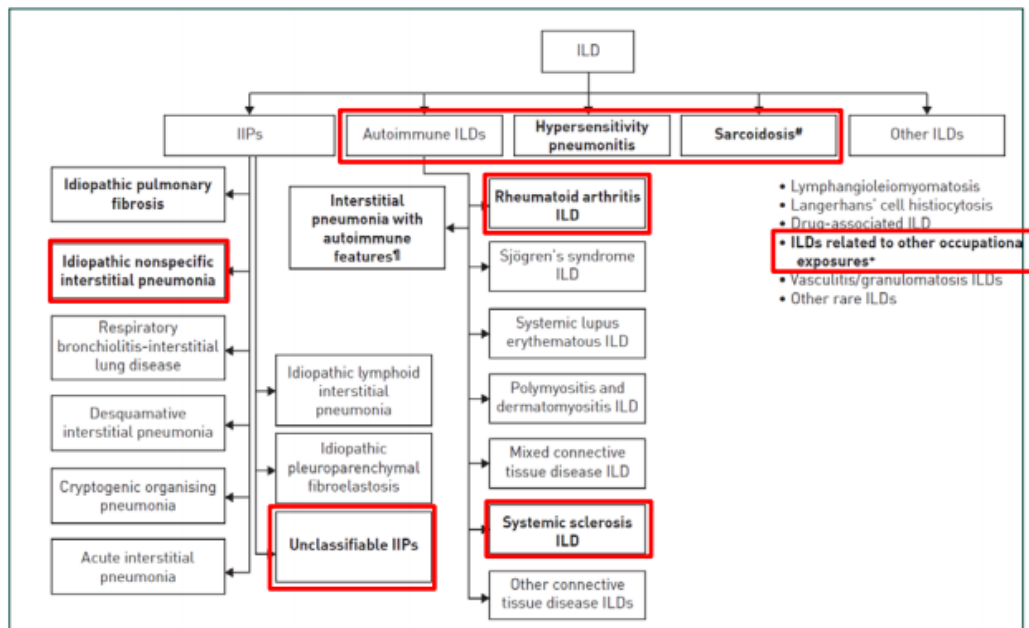 ILD
IIPs
Autoimmune ILDs
Hypersensitivity
pneumonitis
Sarcoidosis#
Other ILDs
Idiopathic pulmonary
fibrosis
Idiopathic nonspecific
interstitial pneumonia
Respiratory
bronchiolitis-interstitial
lung disease
Desquamative
interstitial pneumonia
Cryptogenic organising
pneumonia
Acute interstitial
pneumonia
Idiopathic lymphoid
interstitial
pneumonia
Idiopathic
pleuroparenchymal
fibroelastosis
Unclassifiable IIPs
Interstitial
pneumonia with
autoimmune
features¶
Rheumatoid arthritis
ILD
Sjögren's syndrome
ILD
Systemic lupus
erythematous ILD
Polymyositis and
dermatomyositis ILD
Mixed connective
tissue disease ILD
Systemic sclerosis
ILD
Other connective
tissue disease ILDs
• Lymphangioleiomyomatosis
• Langerhans' cell histiocytosis
• Drug-associated ILD
• ILDs related to other occupationa
exposures+
• Vasculitis/granulomatosis ILDs
• Other rare ILDs